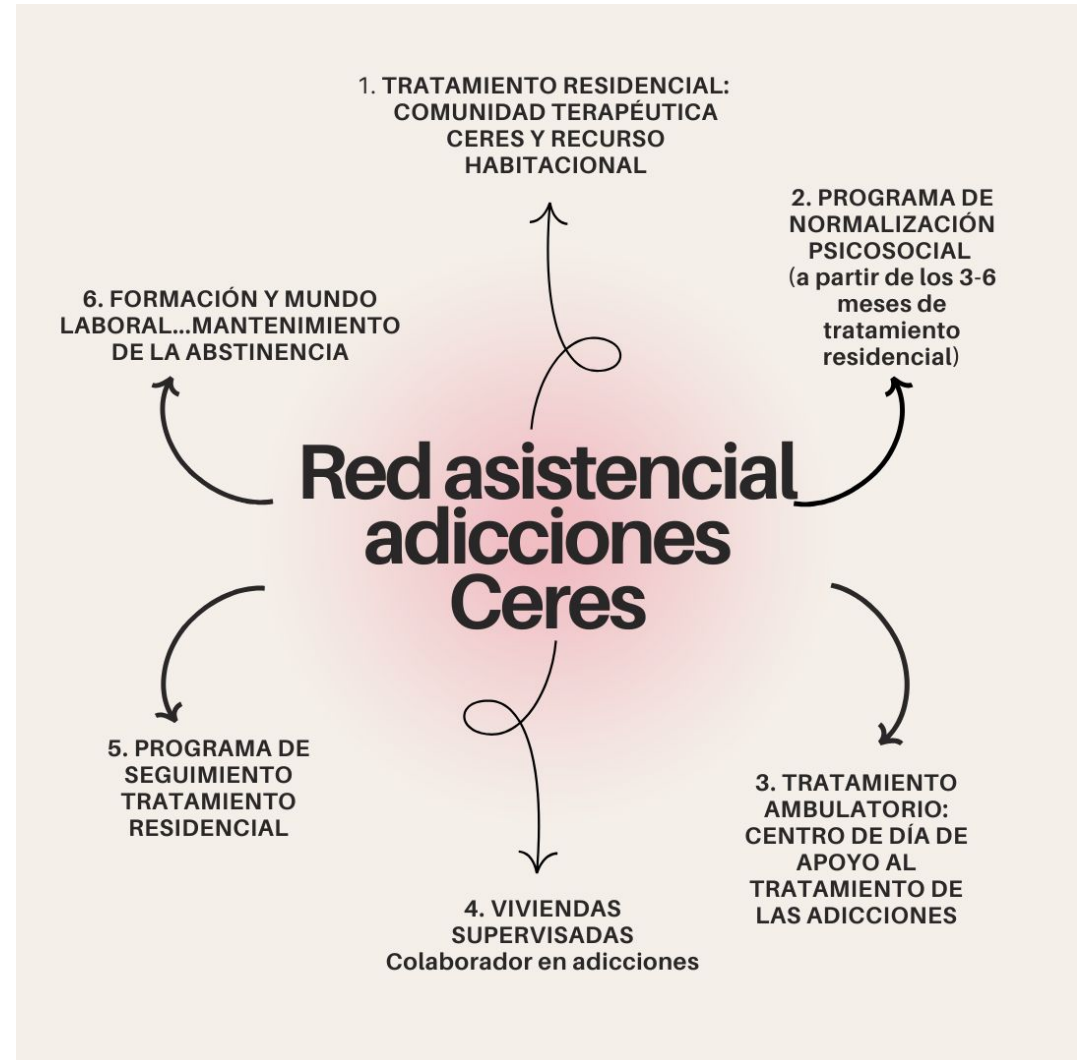 1. TRATAMIENTO RESIDENCIAL:
COMUNIDAD TERAPÉUTICA
CERES Y RECURSO
HABITACIONAL
2. PROGRAMA DE
NORMALIZACIÓN
PSICOSOCIAL
(a partir de los 3-6
meses de
tratamiento
residencial)
6. FORMACIÓN Y MUNDO
LABORAL...MANTENIMIENTO
DE LA ABSTINENCIA
Red asistencial
adicciones
Ceres
5. PROGRAMA DE
SEGUIMIENTO
TRATAMIENTO
RESIDENCIAL
3. TRATAMIENTO
AMBULATORIO:
CENTRO DE DÍA DE
APOYO AL
TRATAMIENTO DE
LAS ADICCIONES
4. VIVIENDAS
SUPERVISADAS
Colaborador en adicciones